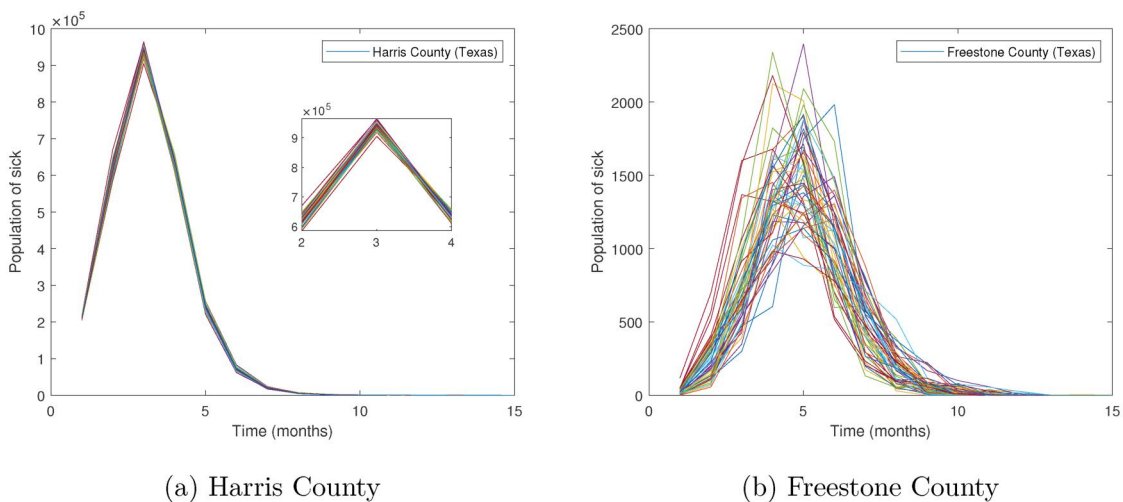 ×10⁵
10
9
8
7
6
5
4
3
2
1
0
Population of sick
Harris County (Texas)
×10⁵
9
8
7
6
2 3 4
0 5 10 15
Time (months)
(a) Harris County
2500
2000
1500
1000
500
0
Population of sick
Freestone County (Texas)
0 5 10 15
Time (months)
(b) Freestone County